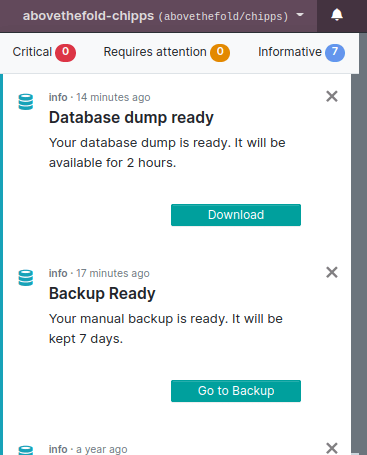 abovethefold-chipps (abovethefold/chipps)
Critical 0 Requires attention 0 Informative 7
info · 14 minutes ago
Database dump ready
Your database dump is ready. It will be
available for 2 hours.
Download
info · 17 minutes ago
Backup Ready
Your manual backup is ready. It will be
kept 7 days.
Go to Backup
info · a year ago